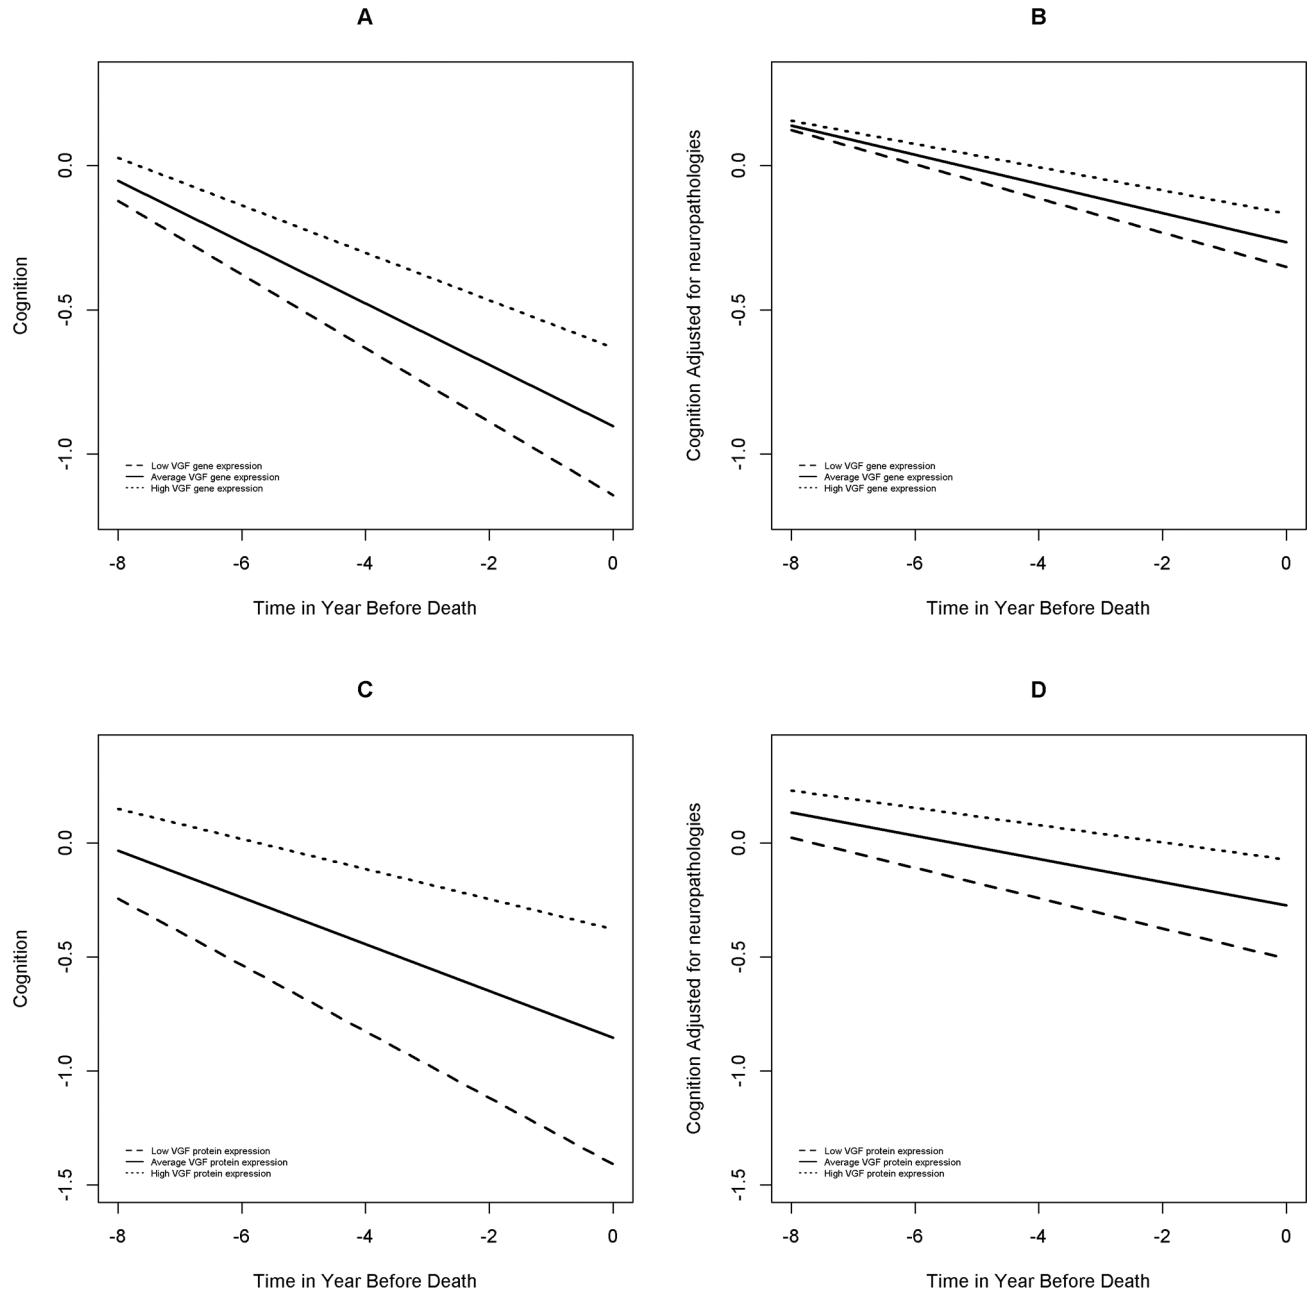 A
B
Cognition
0.0
-0.5
-1.0
Low VGF gene expression
Average VGF gene expression
High VGF gene expression
-8
-6
-4
-2
0
Time in Year Before Death
Cognition Adjusted for neuropathologies
0.0
-0.5
-1.0
Low VGF gene expression
Average VGF gene expression
High VGF gene expression
-8
-6
-4
-2
0
Time in Year Before Death
C
D
Cognition
0.0
-0.5
-1.0
-1.5
Low VGF protein expression
Average VGF protein expression
High VGF protein expression
-8
-6
-4
-2
0
Time in Year Before Death
Cognition Adjusted for neuropathologies
0.0
-0.5
-1.0
-1.5
Low VGF protein expression
Average VGF protein expression
High VGF protein expression
-8
-6
-4
-2
0
Time in Year Before Death